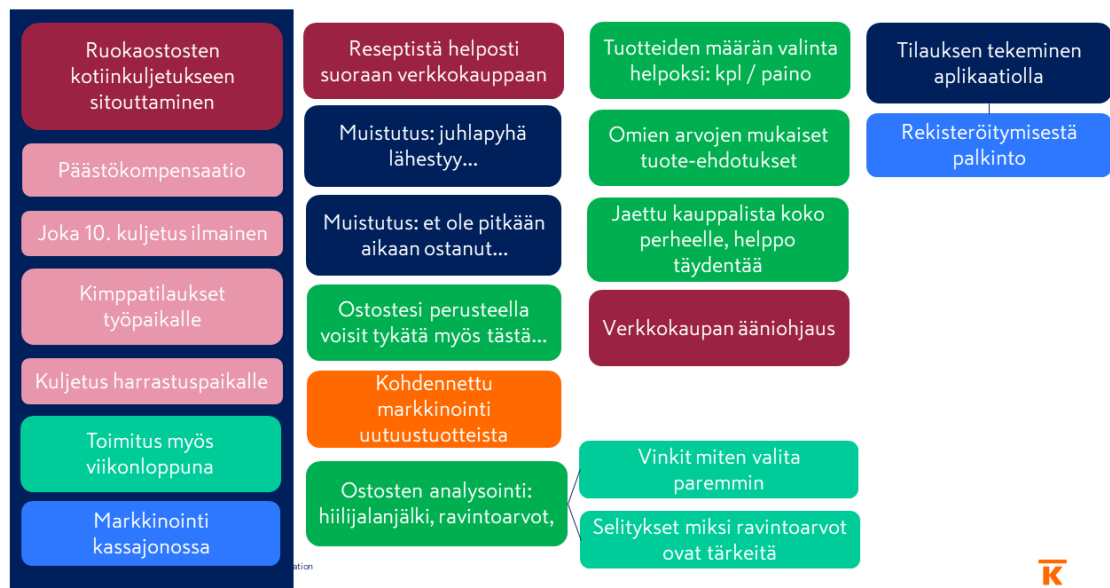 Ruokaostosten
kotiinkuljetukseen
sitouttaminen
Päästökompensaatio
Joka 10. kuljetus ilmainen
Kimppatilaukset
työpaikalle
Kuljetus harrastuspaikalle
Toimitus myös
viikonloppuna
Markkinointi
kassajonossa
Reseptistä helposti
suoraan verkkokauppaan
Muistutus: juhlapyhä
lähestyy...
Muistutus: et ole pitkään
aikaan ostanut...
Ostostesi perusteella
voisit tykätä myös tästä...
Kohdennettu
markkinointi
uutuustuotteista
Ostosten analysointi:
hiilijalanjälki, ravintoarvot,
Tuotteiden määrän valinta
helpoksi: kpl / paino
Omien arvojen mukaiset
tuote-ehdotukset
Jaettu kauppalista koko
perheelle, helppo
täydentää
Verkkokaupan ääniohjaus
Vinkit miten valita
paremmin
Selitykset miksi ravintoarvot
ovat tärkeitä
Tilauksen tekeminen
aplikaatiolla
Rekisteröitymisestä
palkinto
ation
K